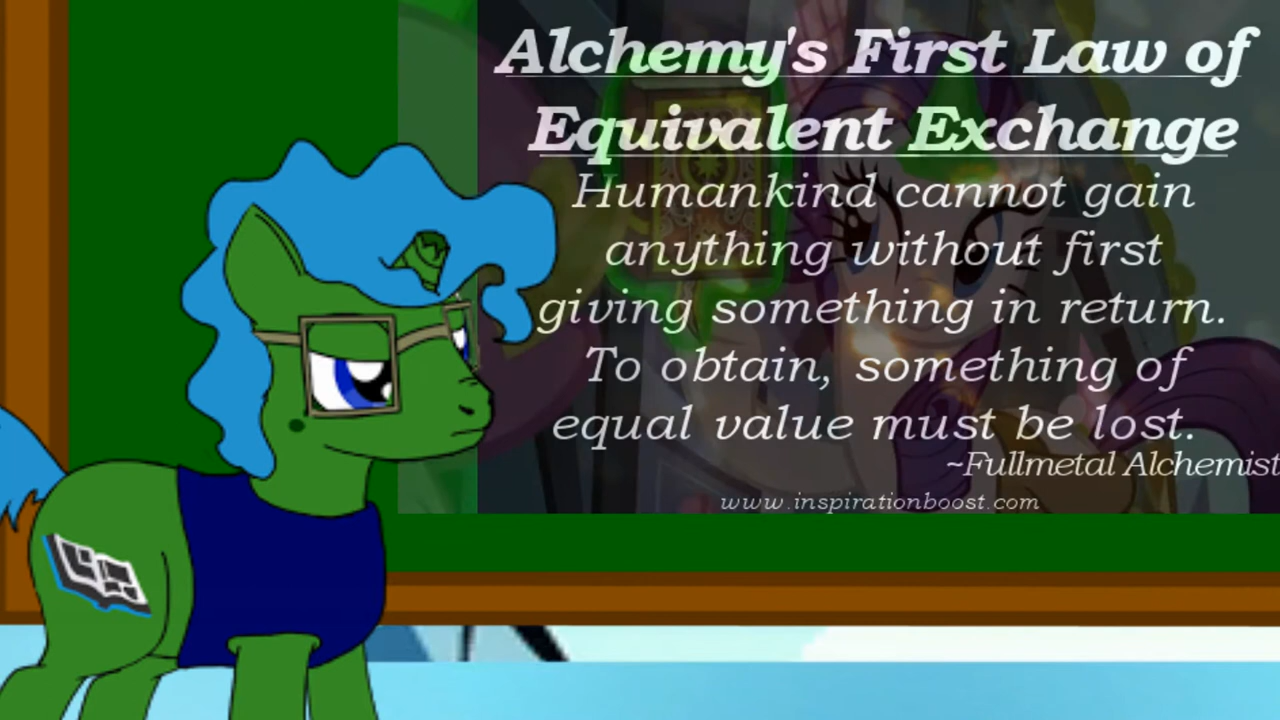 Alchemy's First Law of
Equivalent Exchange
Humankind cannot gain
anything without first
giving something in return.
To obtain, something of
equal value must be lost.
~Fullmetal Alchemist
www.inspirationboost.com